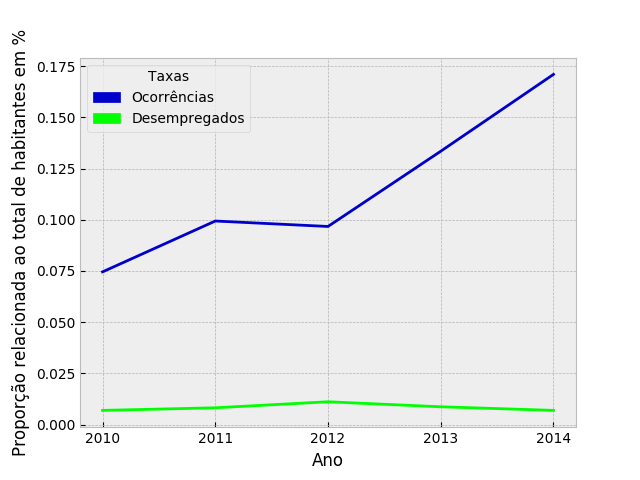 Proporção relacionada ao total de habitantes em %
0.175
0.150
0.125
0.100
0.075
0.050
0.025
0.000
Taxas
Ocorrências
Desempregados
2010 2011 2012 2013 2014
Ano